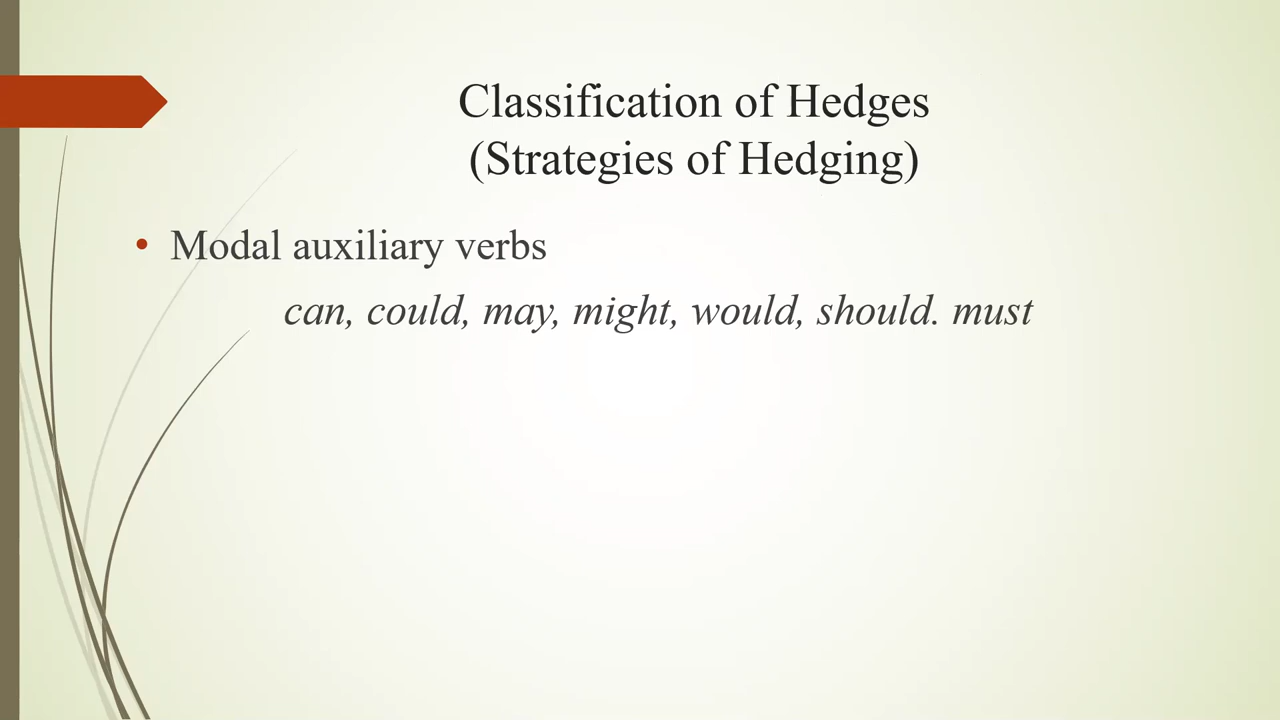 Classification of Hedges
(Strategies of Hedging)
• Modal auxiliary verbs
can, could, may, might, would, should. must